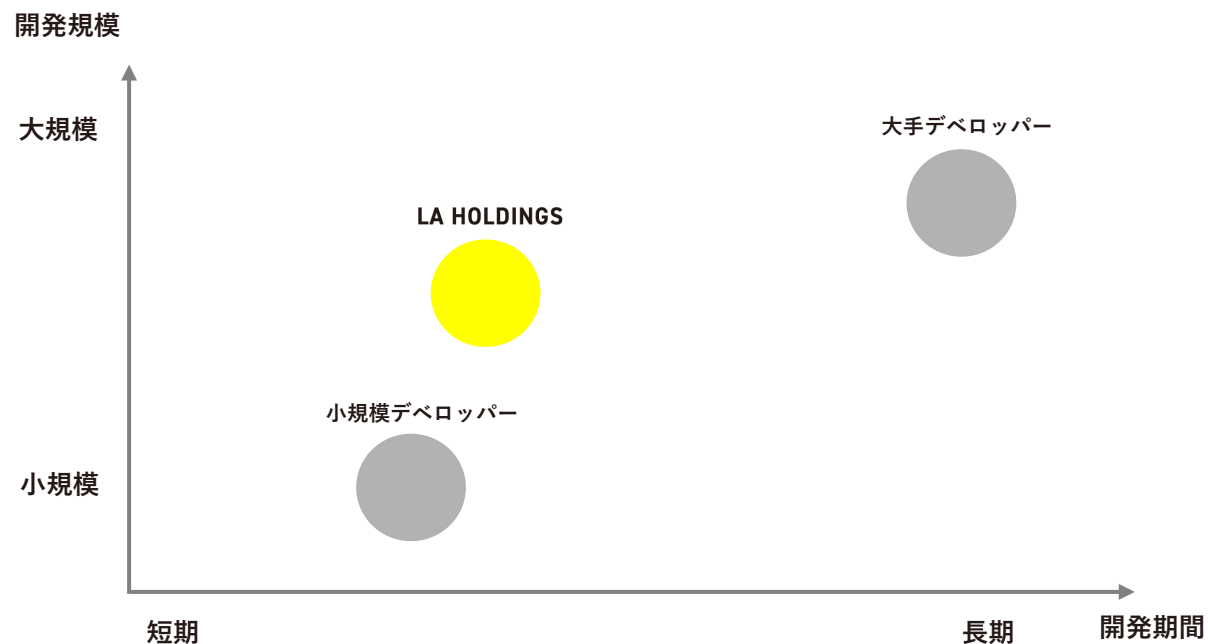 開発規模
大規模
大手デベロッパー
LA HOLDINGS
小規模デベロッパー
小規模
短期
長期
開発期間